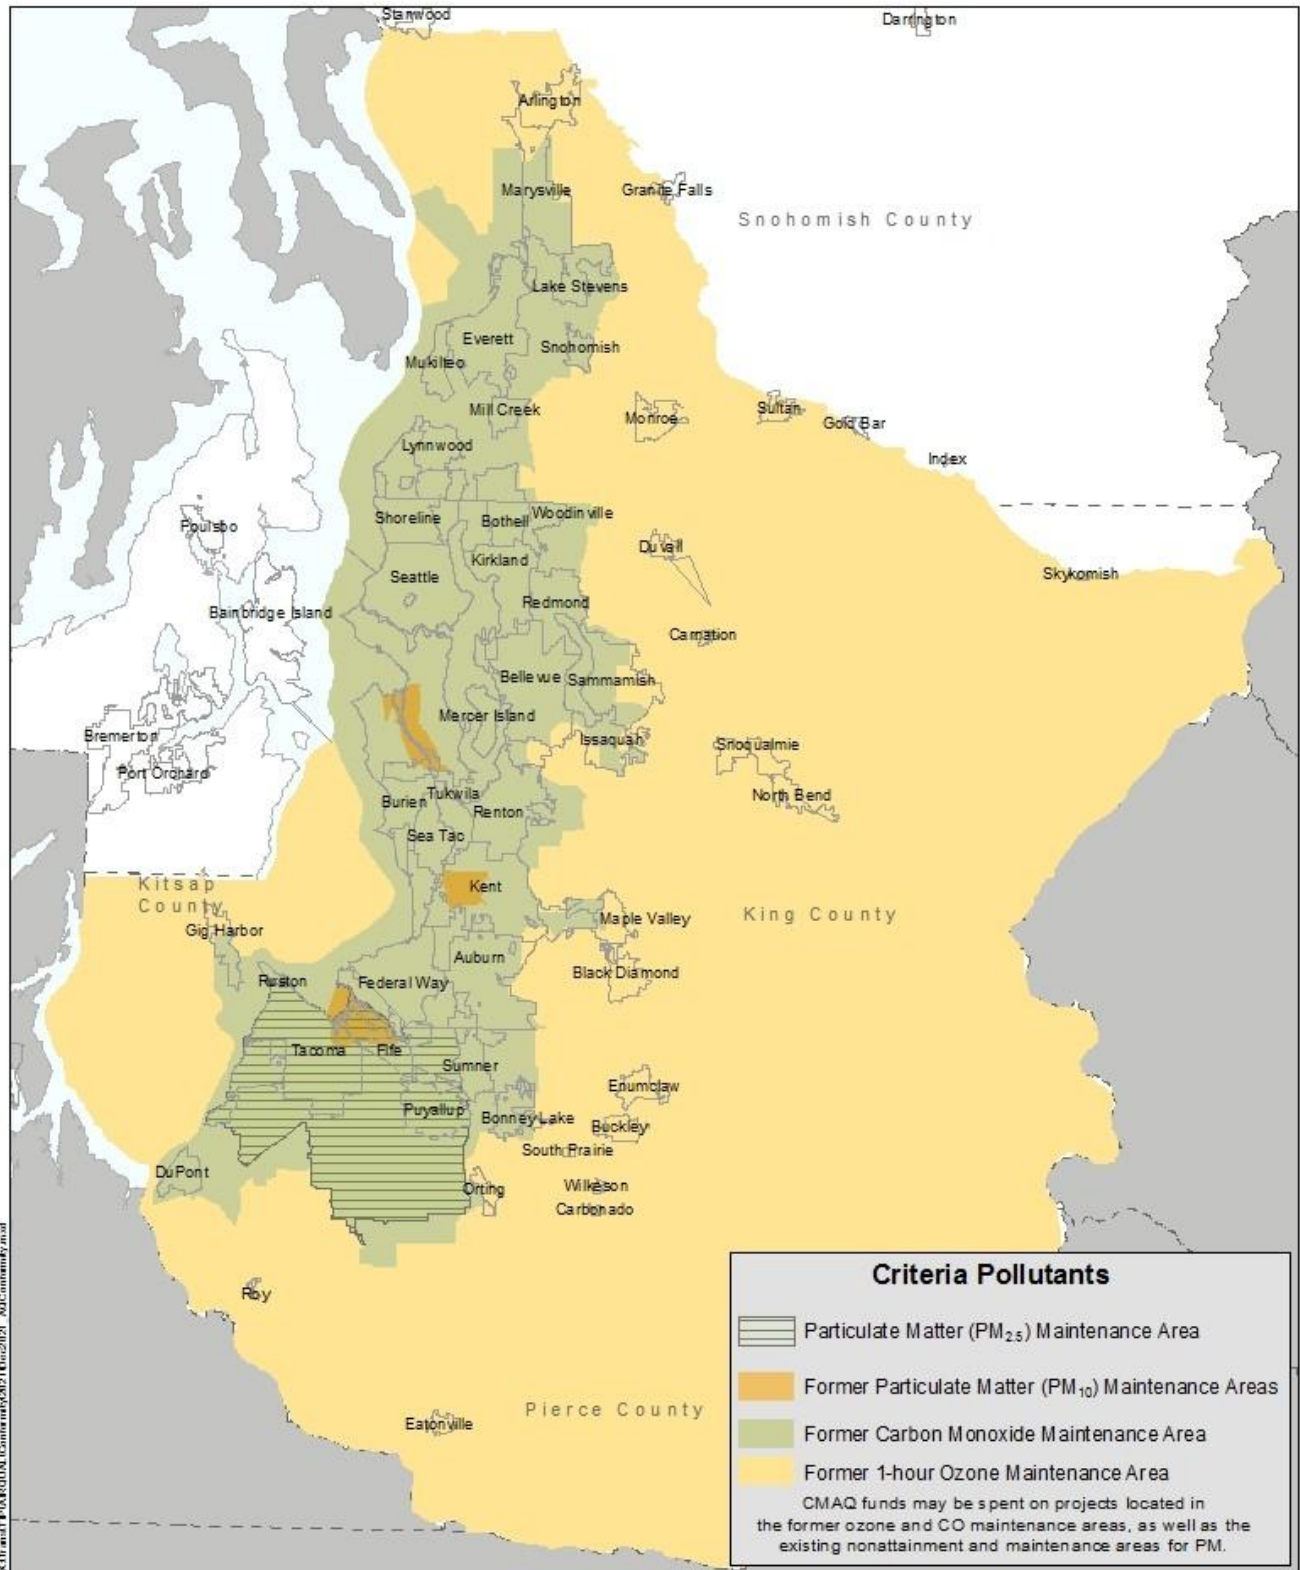 Stanwood
Darrington
Arlington
Marysville
Granite Falls
Snohomish County
Lake Stevens
Everett
Snohomish
Mukilteo
Mill Creek
Monroe
Sultan
Gold Bar
Lynnwood
Index
Shoreline
Bothell
Woodinville
Poulsbo
Duvall
Kirkland
Skykomish
Seattle
Redmond
Bainbridge Island
Carnation
Bellevue
Sammamish
Mercer Island
Bremerton
Issaquah
Snoqualmie
Port Orchard
Tukwila
North Bend
Burien
Renton
Sea Tac
Kitsap
County
Kent
King County
Maple Valley
Gig Harbor
Auburn
Black Diamond
Ruston
Federal Way
Tacoma
Fife
Sumner
Enumclaw
Puyallup
Bonney Lake
Buckley
South Prairie
DuPont
Orting
Wilkeson
Carbonado
Roy
Eatonville
Pierce County
Criteria Pollutants
Particulate Matter (PM2.5) Maintenance Area
Former Particulate Matter (PM10) Maintenance Areas
Former Carbon Monoxide Maintenance Area
Former 1-hour Ozone Maintenance Area
CMAQ funds may be spent on projects located in
the former ozone and CO maintenance areas, as well as the
existing nonattainment and maintenance areas for PM.